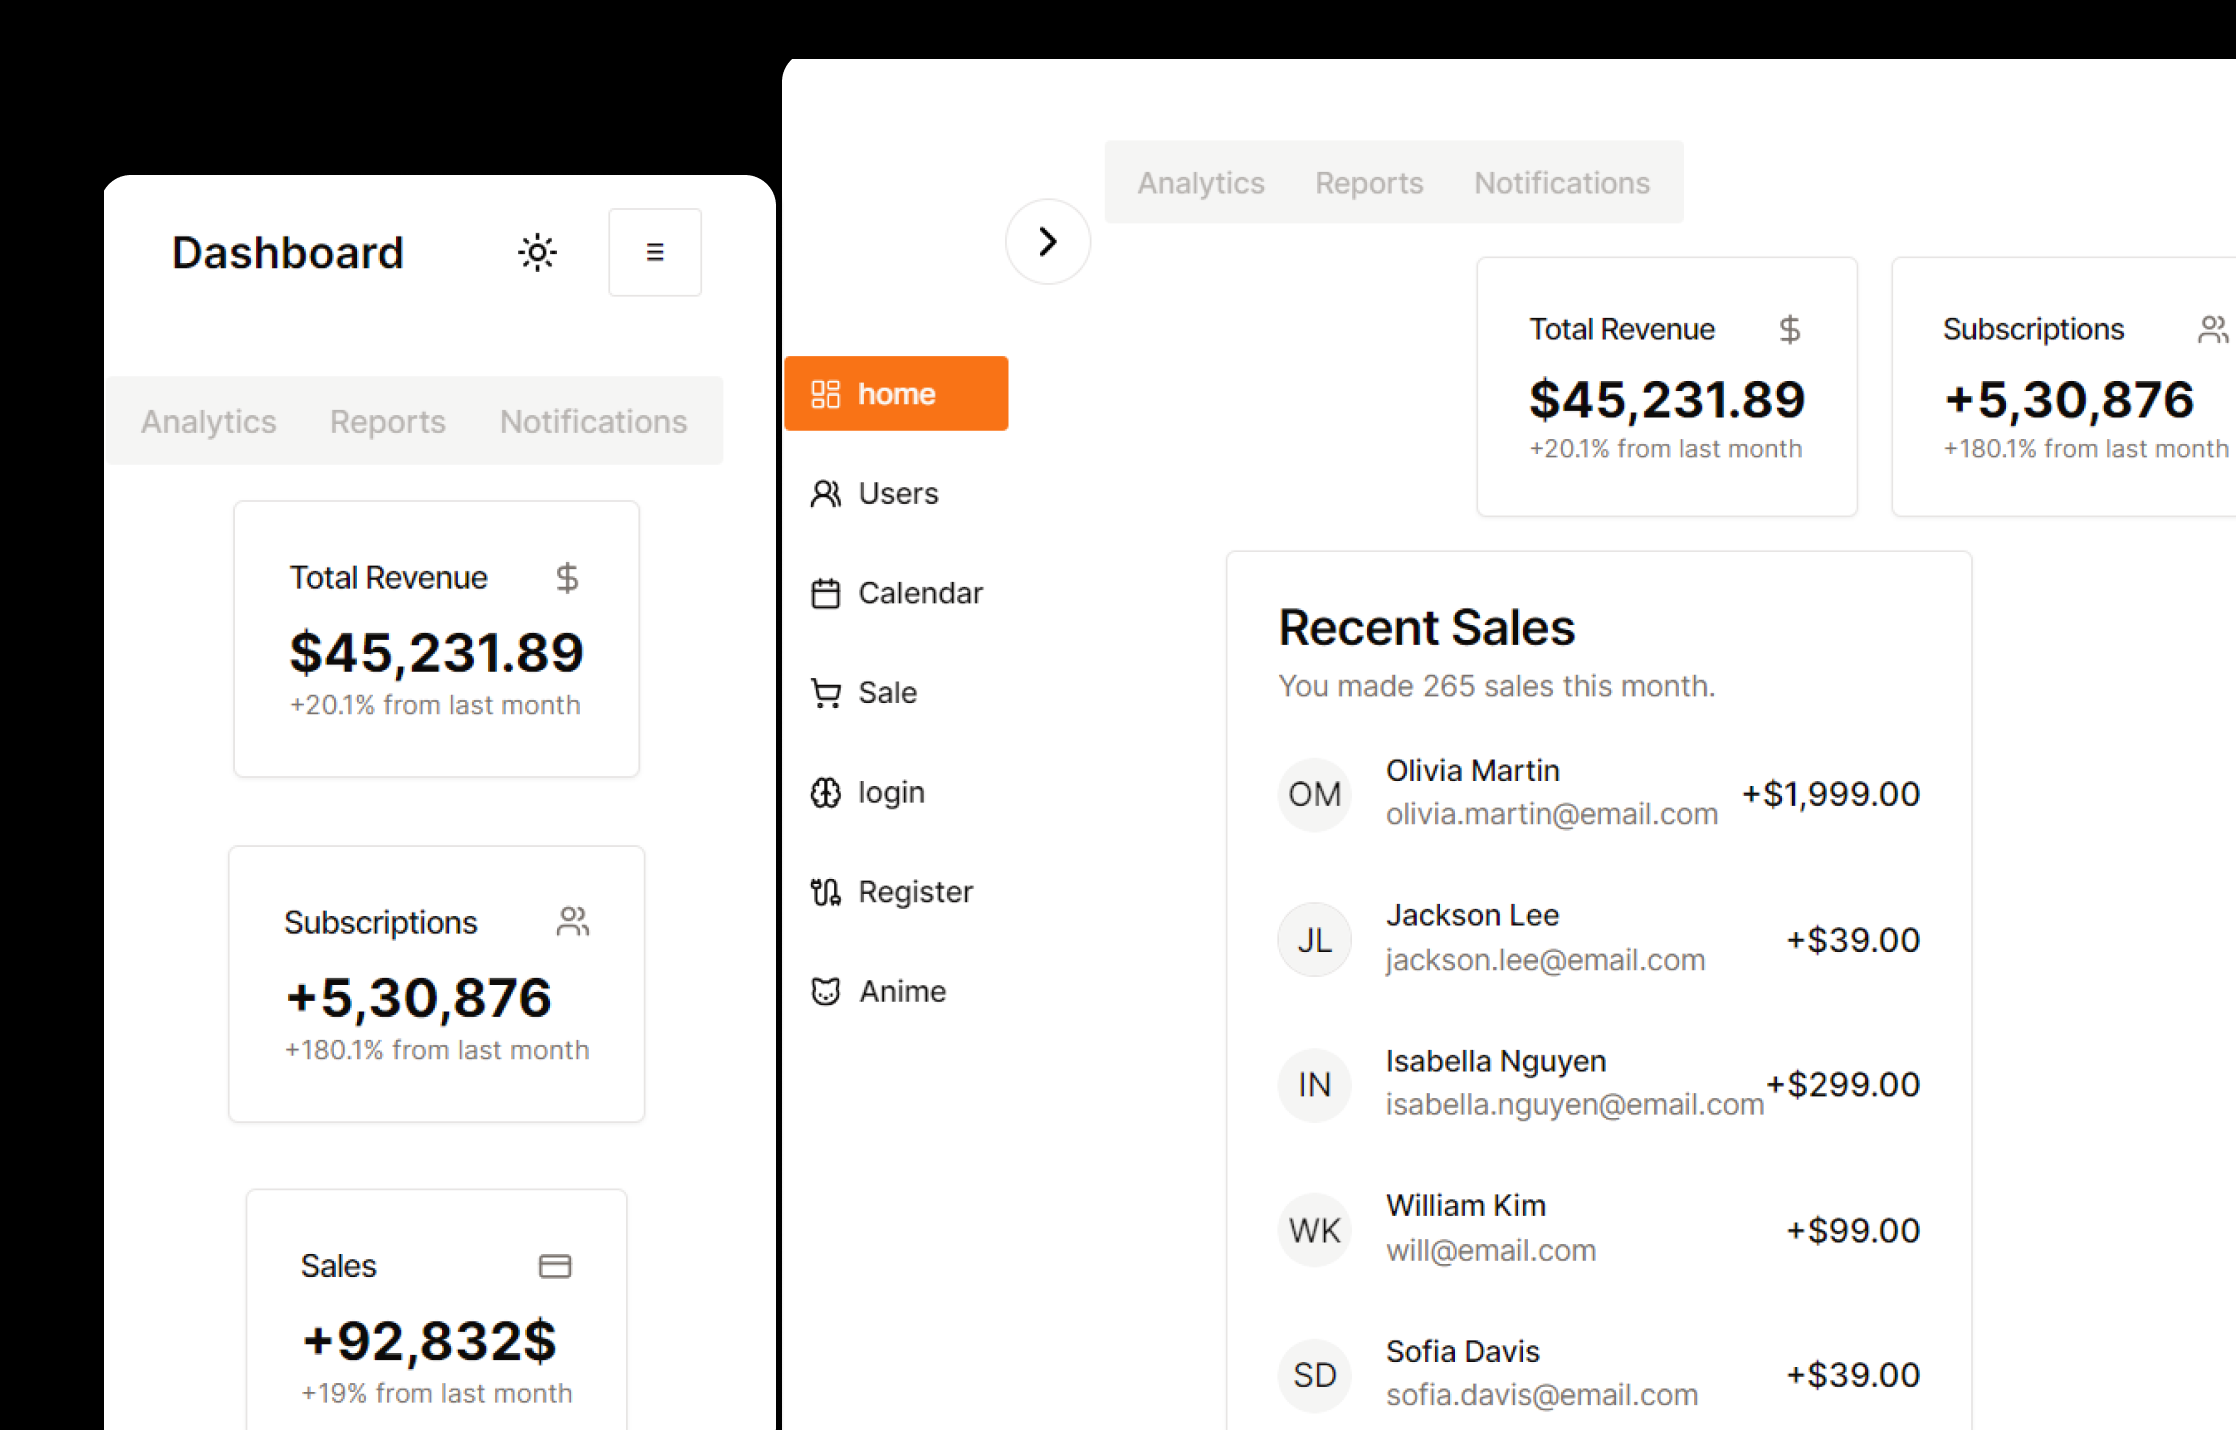 Dashboard
Analytics Reports Notifications
Total Revenue
$45,231.89
+20.1% from last month
Subscriptions
+5,30,876
+180.1% from last month
Sales
+92,832$
+19% from last month
Analytics Reports Notifications
home
Users
Calendar
Sale
login
Register
Anime
Total Revenue
$45,231.89
+20.1% from last month
Subscriptions
+5,30,876
+180.1% from last month
Recent Sales
You made 265 sales this month.
OM
Olivia Martin
olivia.martin@email.com
+$1,999.00
JL
Jackson Lee
jackson.lee@email.com
+$39.00
IN
Isabella Nguyen
isabella.nguyen@email.com
+$299.00
WK
William Kim
will@email.com
+$99.00
SD
Sofia Davis
sofia.davis@email.com
+$39.00